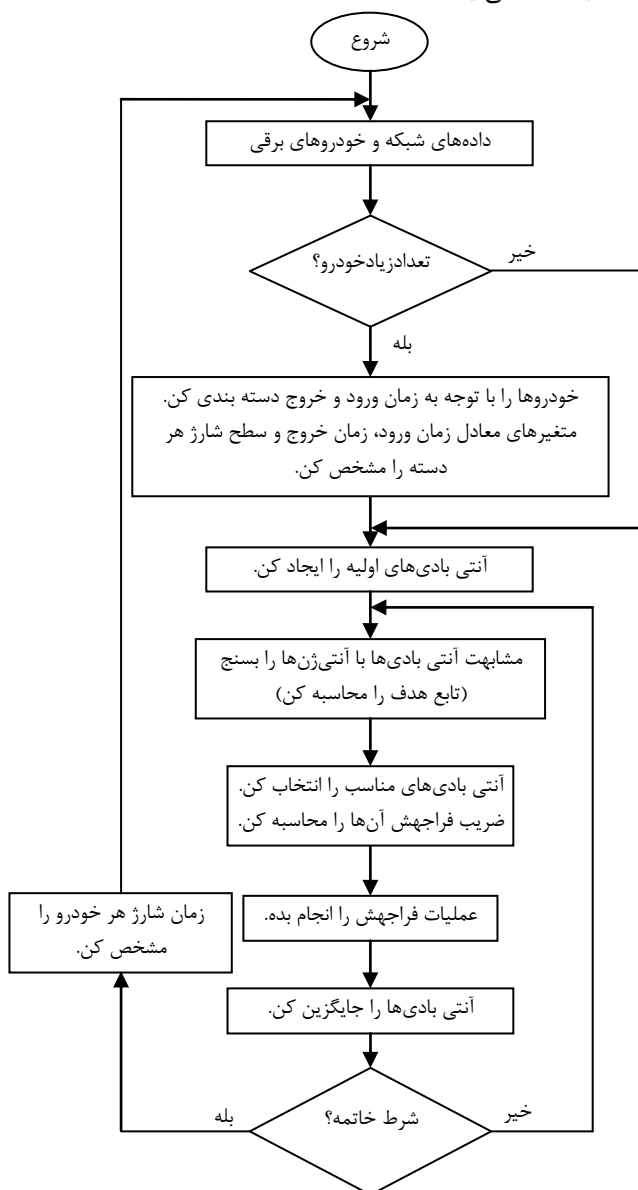 شروع
داده‌های شبکه و خودروهای برقی
تعدادزیادخودرو؟
خیر
بله
خودروها را با توجه به زمان ورود و خروج دسته بندی کن.
متغیرهای معادل زمان ورود، زمان خروج و سطح شارژ هر
دسته را مشخص کن.
آنتی بادی‌های اولیه را ایجاد کن.
مشابهت آنتی بادی‌ها با آنتی‌ژن‌ها را بسنج
(تابع هدف را محاسبه کن)
آنتی بادی‌های مناسب را انتخاب کن.
ضریب فراجهش آن‌ها را محاسبه کن.
عملیات فراجهش را انجام بده.
زمان شارژ هر خودرو را
مشخص کن.
آنتی بادی‌ها را جایگزین کن.
شرط خاتمه؟
خیر
بله